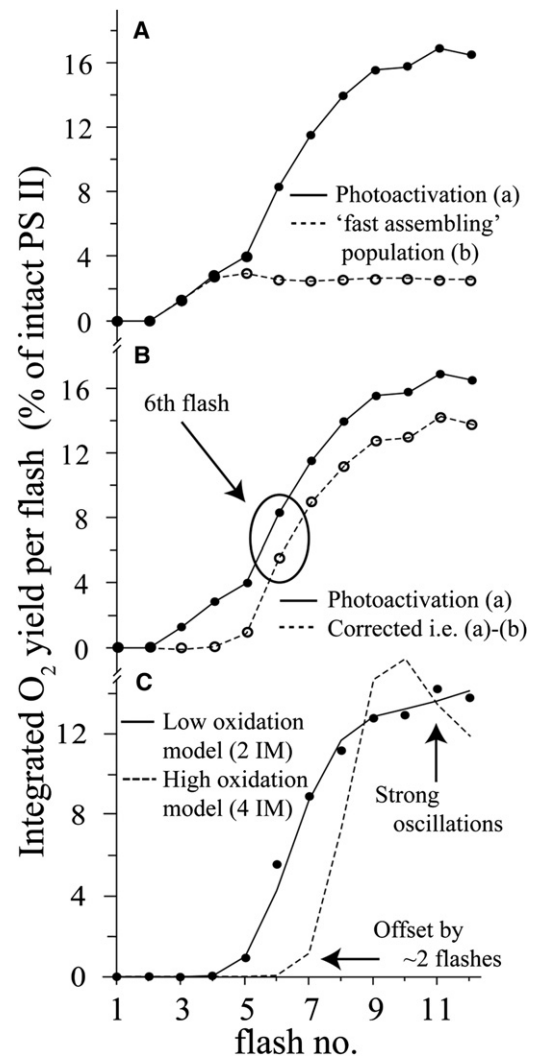 Integrated O2 yield per flash (% of intact PS II)
A
16
12
8
4
0
Photoactivation (a)
‘fast assembling’
population (b)
B
6th flash
16
12
8
4
0
Photoactivation (a)
Corrected i.e. (a)-(b)
C
Low oxidation
model (2 IM)
High oxidation
model (4 IM)
12
8
4
0
Strong
oscillations
Offset by
~2 flashes
1 3 5 7 9 11
flash no.